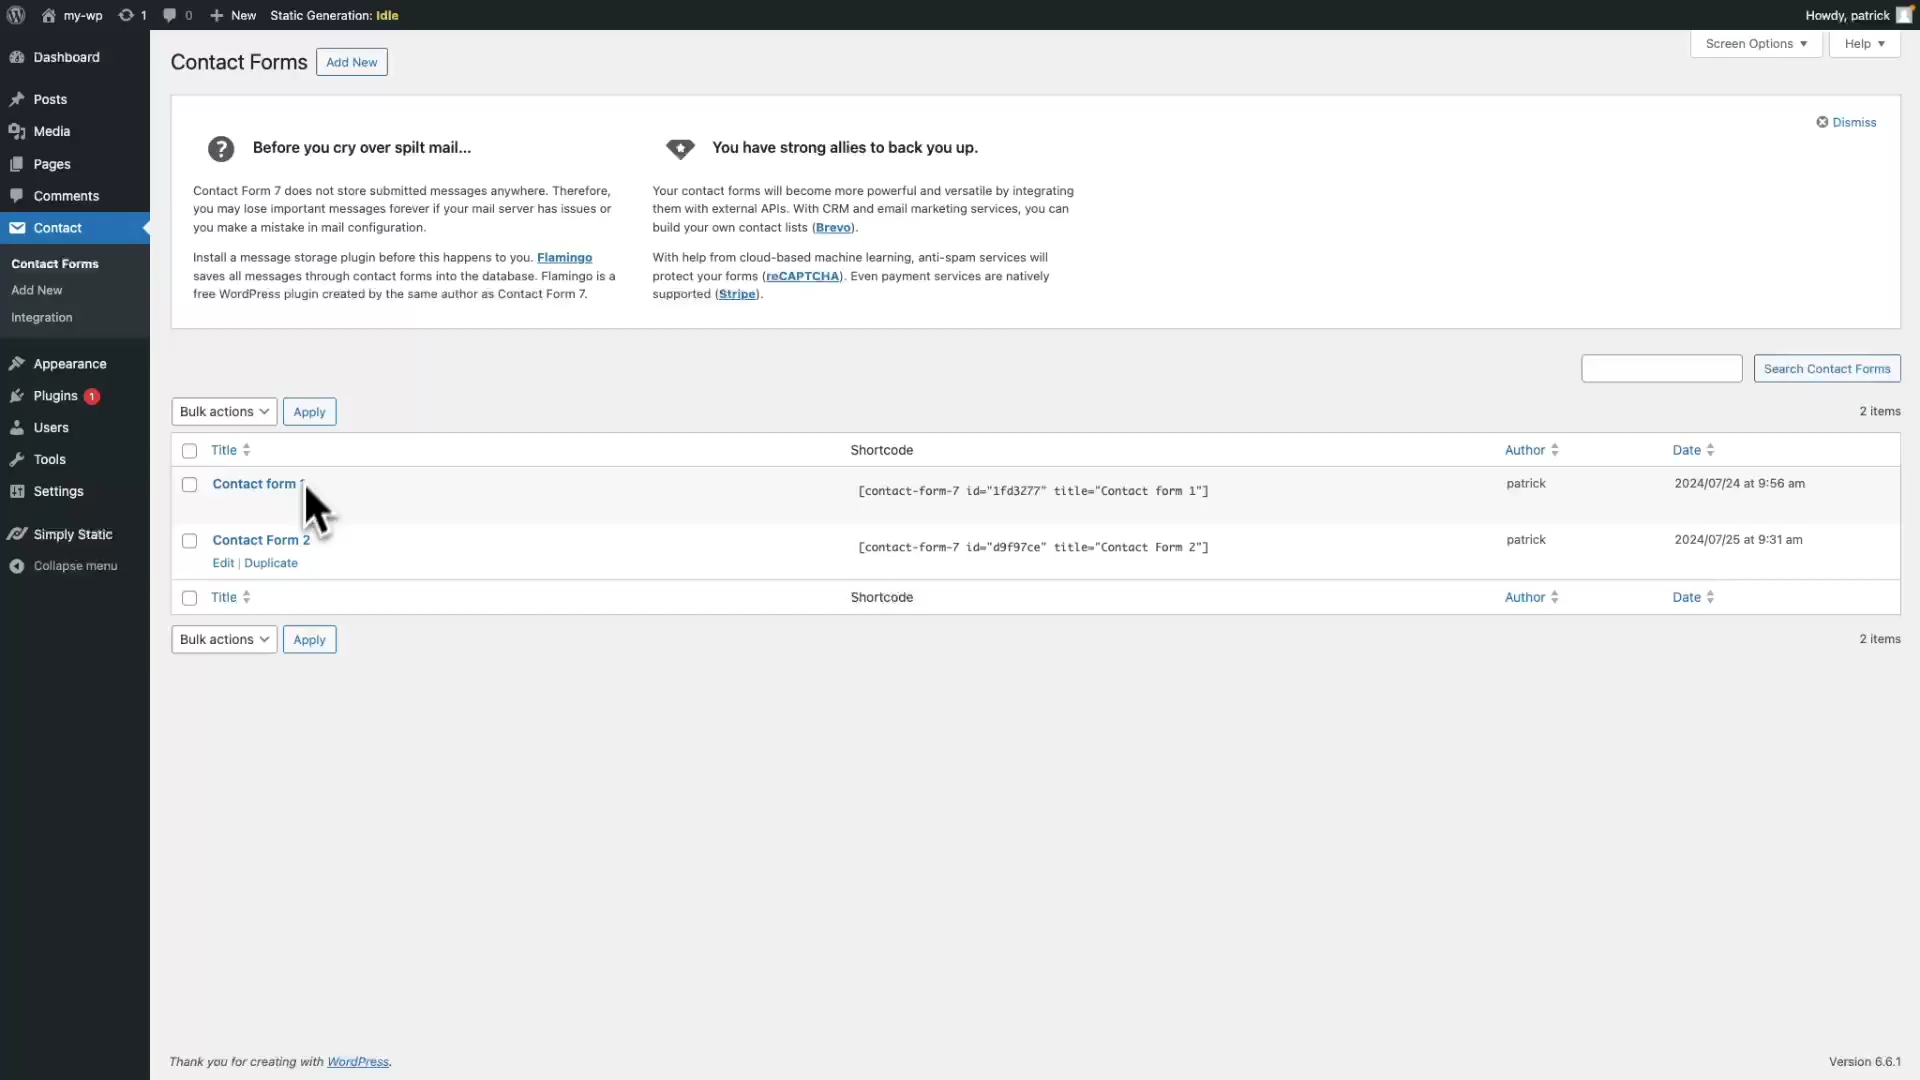 my-wp 1 0 New Static Generation: Idle Howdy, patrick
Screen Options Help
Dashboard
Posts
Media
Pages
Comments
Contact
Contact Forms
Add New
Integration
Appearance
Plugins 1
Users
Tools
Settings
Simply Static
Collapse menu
Contact Forms Add New
Dismiss
Before you cry over spilt mail...
Contact Form 7 does not store submitted messages anywhere. Therefore,
you may lose important messages forever if your mail server has issues or
you make a mistake in mail configuration.
Install a message storage plugin before this happens to you. Flamingo
saves all messages through contact forms into the database. Flamingo is a
free WordPress plugin created by the same author as Contact Form 7.
You have strong allies to back you up.
Your contact forms will become more powerful and versatile by integrating
them with external APIs. With CRM and email marketing services, you can
build your own contact lists (Brevo).
With help from cloud-based machine learning, anti-spam services will
protect your forms (reCAPTCHA). Even payment services are natively
supported (Stripe).
Search Contact Forms
Bulk actions Apply 2 items
Title Shortcode Author Date
Contact form [contact-form-7 id="1fd3277" title="Contact form 1"] patrick 2024/07/24 at 9:56 am
Contact Form 2 [contact-form-7 id="d9f97ce" title="Contact Form 2"] patrick 2024/07/25 at 9:31 am
Edit | Duplicate
Title Shortcode Author Date
Bulk actions Apply 2 items
Thank you for creating with WordPress. Version 6.6.1